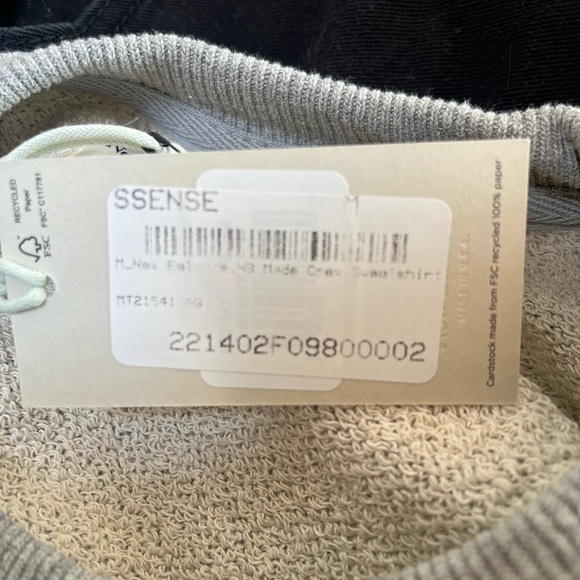 RECYCLED
Paper
FSC
FSC™ C117781
SSENSE
M
M_New Balance_NB Made Crew Sweatshirt
MT21541 AG
221402F09800002
Cardstock made from FSC recycled 100% paper